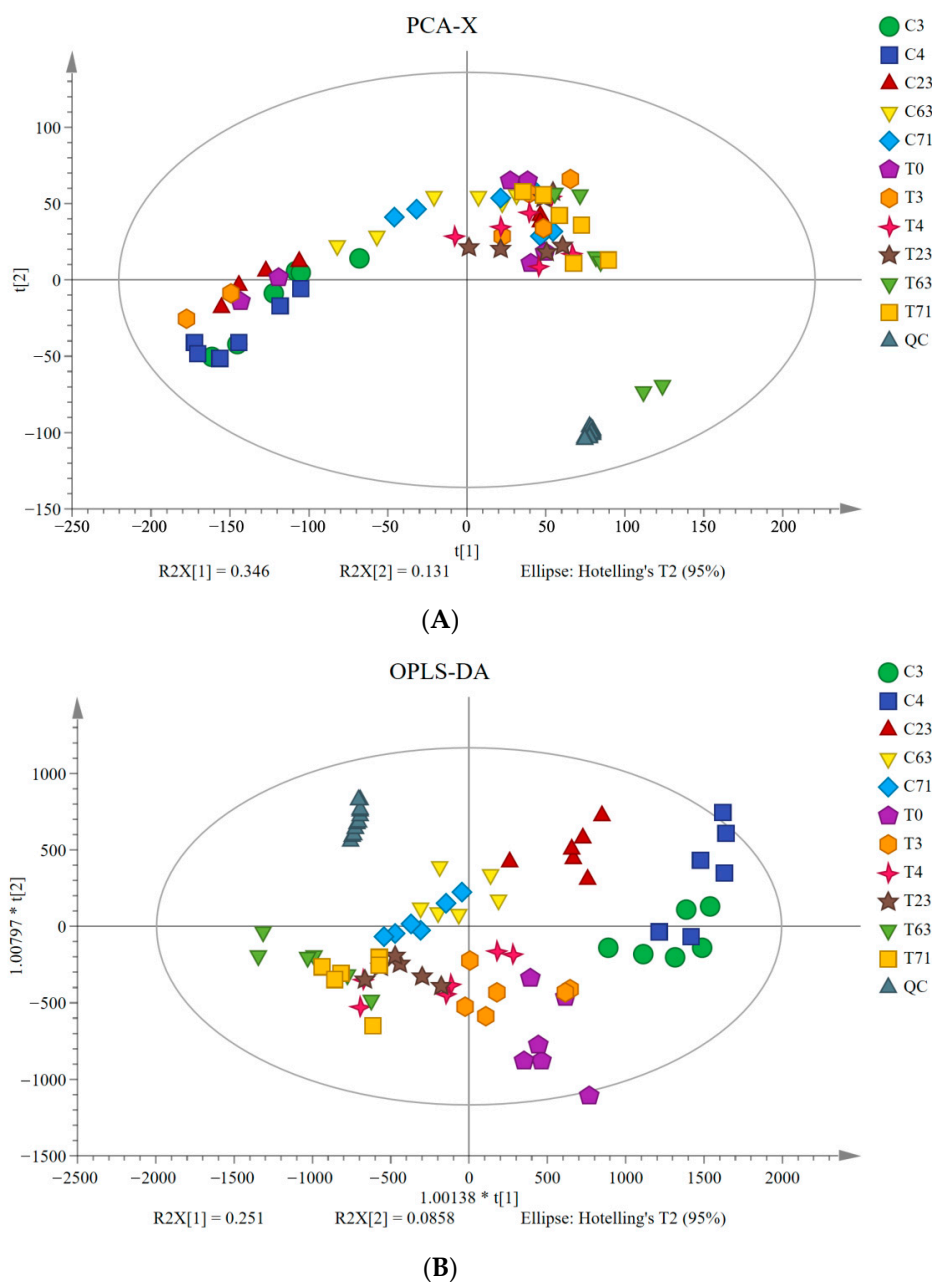 PCA-X
C3
C4
C23
C63
C71
T0
T3
T4
T23
T63
T71
QC
t[2]
100
50
0
−50
−100
−150
−250 −200 −150 −100 −50 0 50 100 150 200
t[1]
R2X[1] = 0.346 R2X[2] = 0.131 Ellipse: Hotelling's T2 (95%)
(A)
OPLS-DA
C3
C4
C23
C63
C71
T0
T3
T4
T23
T63
T71
QC
1.00797 * t[2]
1000
500
0
−500
−1000
−1500
−2500 −2000 −1500 −1000 −500 0 500 1000 1500 2000
1.00138 * t[1]
R2X[1] = 0.251 R2X[2] = 0.0858 Ellipse: Hotelling's T2 (95%)
(B)